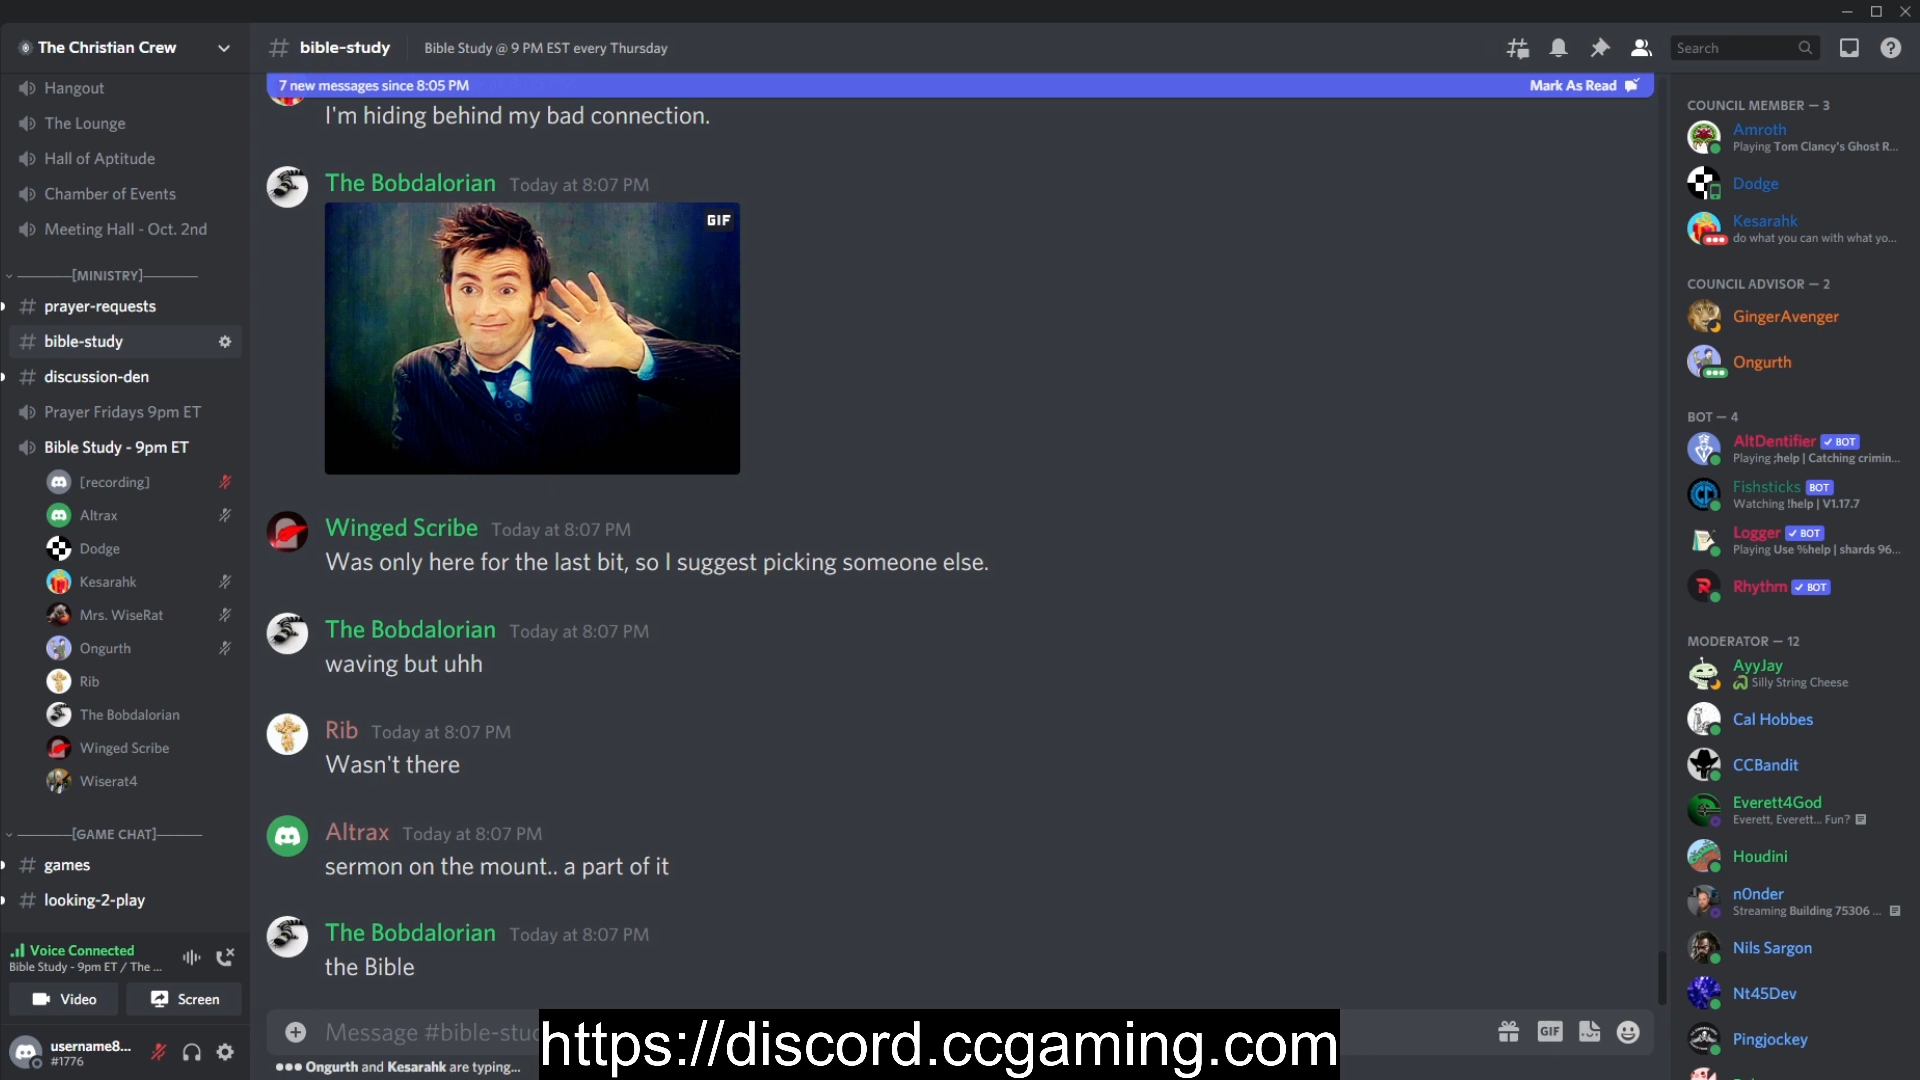 The Christian Crew
Hangout
The Lounge
Hall of Aptitude
Chamber of Events
Meeting Hall - Oct. 2nd
[MINISTRY]
prayer-requests
bible-study
discussion-den
Prayer Fridays 9pm ET
Bible Study - 9pm ET
[recording]
Altrax
Dodge
Kesarahk
Mrs. WiseRat
Ongurth
Rib
The Bobdalorian
Winged Scribe
Wiserat4
[GAME CHAT]
games
looking-2-play
Voice Connected
Bible Study - 9pm ET / The ...
Video
Screen
username8...
#1776
bible-study
Bible Study @ 9 PM EST every Thursday
Search
7 new messages since 8:05 PM
Mark As Read
I'm hiding behind my bad connection.
The Bobdalorian Today at 8:07 PM
GIF
Winged Scribe Today at 8:07 PM
Was only here for the last bit, so I suggest picking someone else.
The Bobdalorian Today at 8:07 PM
waving but uhh
Rib Today at 8:07 PM
Wasn't there
Altrax Today at 8:07 PM
sermon on the mount.. a part of it
The Bobdalorian Today at 8:07 PM
the Bible
Message #bible-stu
GIF
https://discord.ccgaming.com
Ongurth and Kesarahk are typing...
COUNCIL MEMBER — 3
Amroth
Playing Tom Clancy's Ghost R...
Dodge
Kesarahk
do what you can with what yo...
COUNCIL ADVISOR — 2
GingerAvenger
Ongurth
BOT — 4
AltDentifier BOT
Playing ;help | Catching crimin...
Fishsticks BOT
Watching !help | V1.17.7
Logger BOT
Playing Use %help | shards 96...
Rhythm BOT
MODERATOR — 12
AyyJay
Silly String Cheese
Cal Hobbes
CCBandit
Everett4God
Everett, Everett... Fun?
Houdini
n0nder
Streaming Building 75306 ...
Nils Sargon
Nt45Dev
Pingjockey